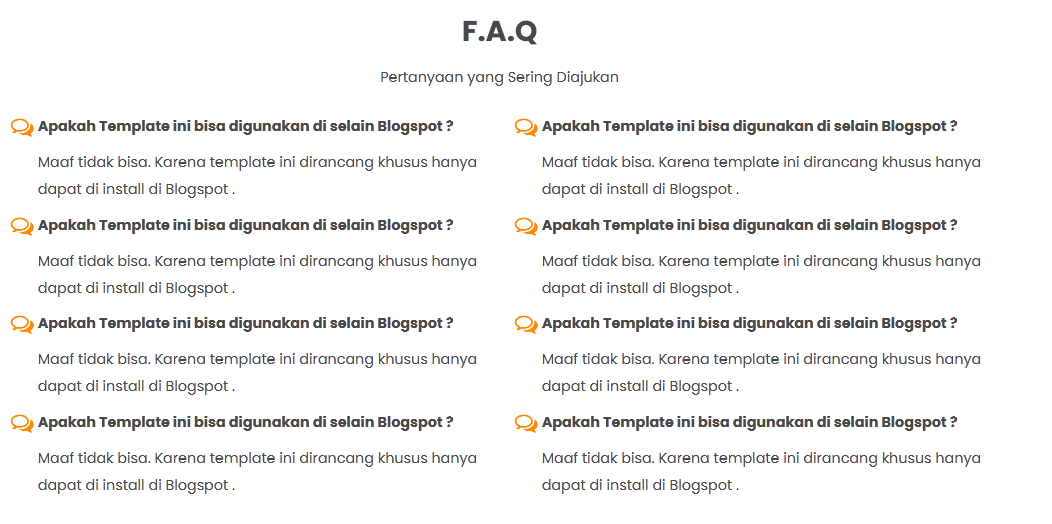 F.A.Q
Pertanyaan yang Sering Diajukan
Apakah Template ini bisa digunakan di selain Blogspot ?
Maaf tidak bisa. Karena template ini dirancang khusus hanya
dapat di install di Blogspot .
Apakah Template ini bisa digunakan di selain Blogspot ?
Maaf tidak bisa. Karena template ini dirancang khusus hanya
dapat di install di Blogspot .
Apakah Template ini bisa digunakan di selain Blogspot ?
Maaf tidak bisa. Karena template ini dirancang khusus hanya
dapat di install di Blogspot .
Apakah Template ini bisa digunakan di selain Blogspot ?
Maaf tidak bisa. Karena template ini dirancang khusus hanya
dapat di install di Blogspot .
Apakah Template ini bisa digunakan di selain Blogspot ?
Maaf tidak bisa. Karena template ini dirancang khusus hanya
dapat di install di Blogspot .
Apakah Template ini bisa digunakan di selain Blogspot ?
Maaf tidak bisa. Karena template ini dirancang khusus hanya
dapat di install di Blogspot .
Apakah Template ini bisa digunakan di selain Blogspot ?
Maaf tidak bisa. Karena template ini dirancang khusus hanya
dapat di install di Blogspot .
Apakah Template ini bisa digunakan di selain Blogspot ?
Maaf tidak bisa. Karena template ini dirancang khusus hanya
dapat di install di Blogspot .